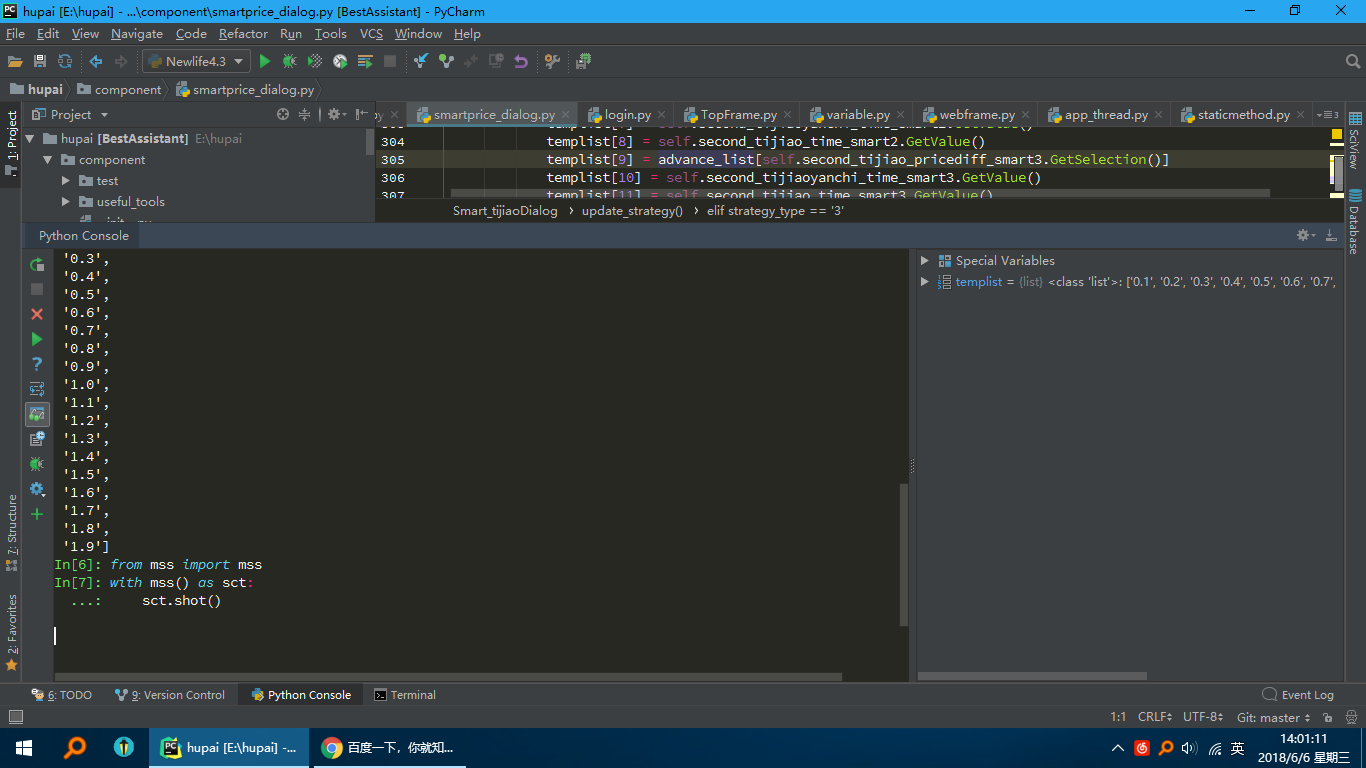 hupai [E:\hupai] - ...\component\smartprice_dialog.py [BestAssistant] - PyCharm
File Edit View Navigate Code Refactor Run Tools VCS Window Help
Newlife4.3
hupai component smartprice_dialog.py
1: Project
Project
hupai [BestAssistant] E:\hupai
component
test
useful_tools
smartprice_dialog.py login.py TopFrame.py variable.py webframe.py app_thread.py staticmethod.py
304 templist[8] = self.second_tijiao_time_smart2.GetValue()
305 templist[9] = advance_list[self.second_tijiao_pricediff_smart3.GetSelection()]
306 templist[10] = self.second_tijiaoyanchi_time_smart3.GetValue()
307 templist[11] = self.second_tijiao_time_smart3.GetValue()
Smart_tijiaoDialog update_strategy() elif strategy_type == '3'
SciView
Database
Python Console
'0.3',
'0.4',
'0.5',
'0.6',
'0.7',
'0.8',
'0.9',
'1.0',
'1.1',
'1.2',
'1.3',
'1.4',
'1.5',
'1.6',
'1.7',
'1.8',
'1.9']
In[6]: from mss import mss
In[7]: with mss() as sct:
...: sct.shot()
Special Variables
templist = {list} <class 'list'>: ['0.1', '0.2', '0.3', '0.4', '0.5', '0.6', '0.7',
7: Structure
2: Favorites
6: TODO 9: Version Control Python Console Terminal Event Log
1:1 CRLF UTF-8 Git: master
hupai [E:\hupai] -... 百度一下，你就知... 英 14:01:11
2018/6/6 星期三